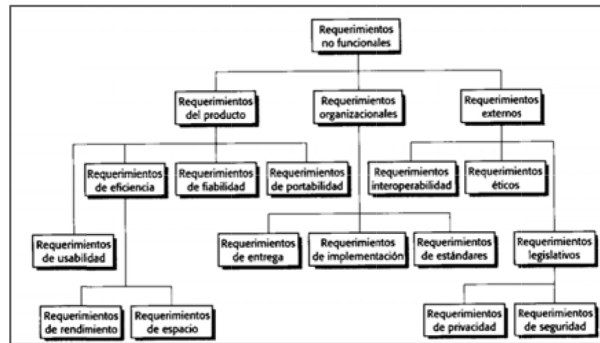 Requerimientos
no funcionales
Requerimientos
del producto
Requerimientos
organizacionales
Requerimientos
externos
Requerimientos
de eficiencia
Requerimientos
de fiabilidad
Requerimientos
de portabilidad
Requerimientos
interoperabilidad
Requerimientos
éticos
Requerimientos
de usabilidad
Requerimientos
de entrega
Requerimientos
de implementación
Requerimientos
de estándares
Requerimientos
legislativos
Requerimientos
de rendimiento
Requerimientos
de espacio
Requerimientos
de privacidad
Requerimientos
de seguridad